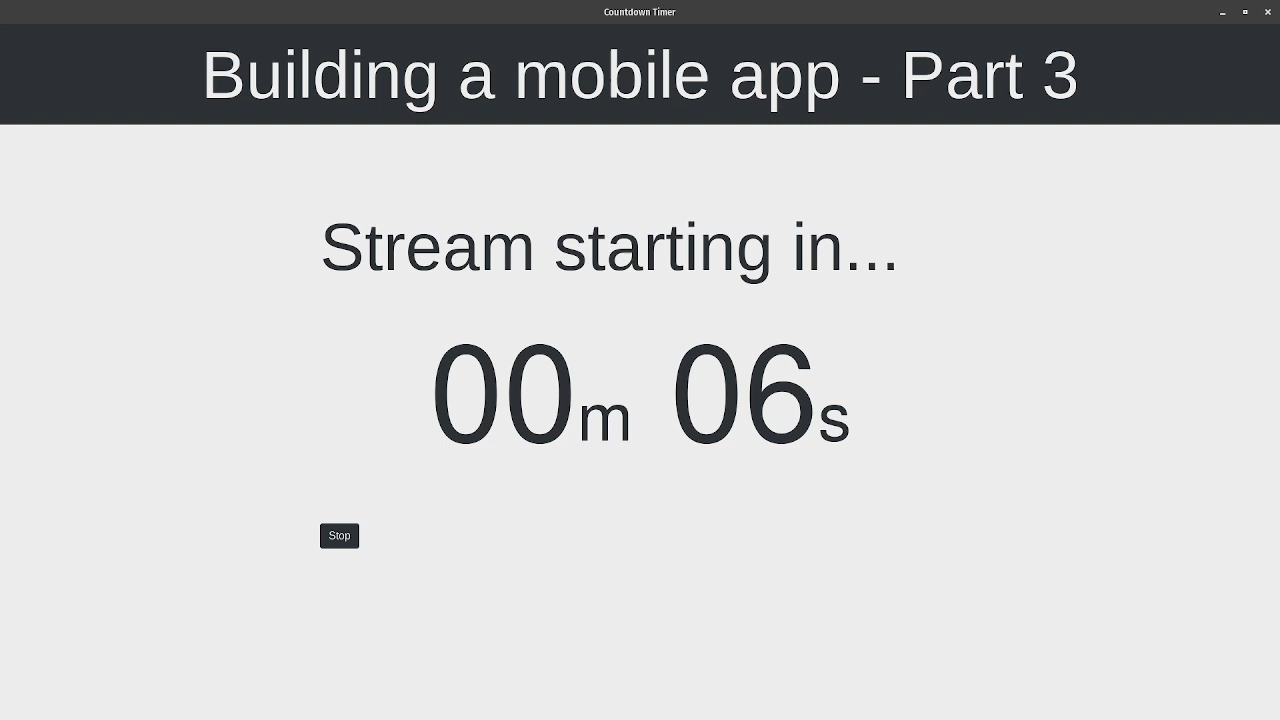 Countdown Timer
Building a mobile app - Part 3
Stream starting in...
00m 06s
Stop